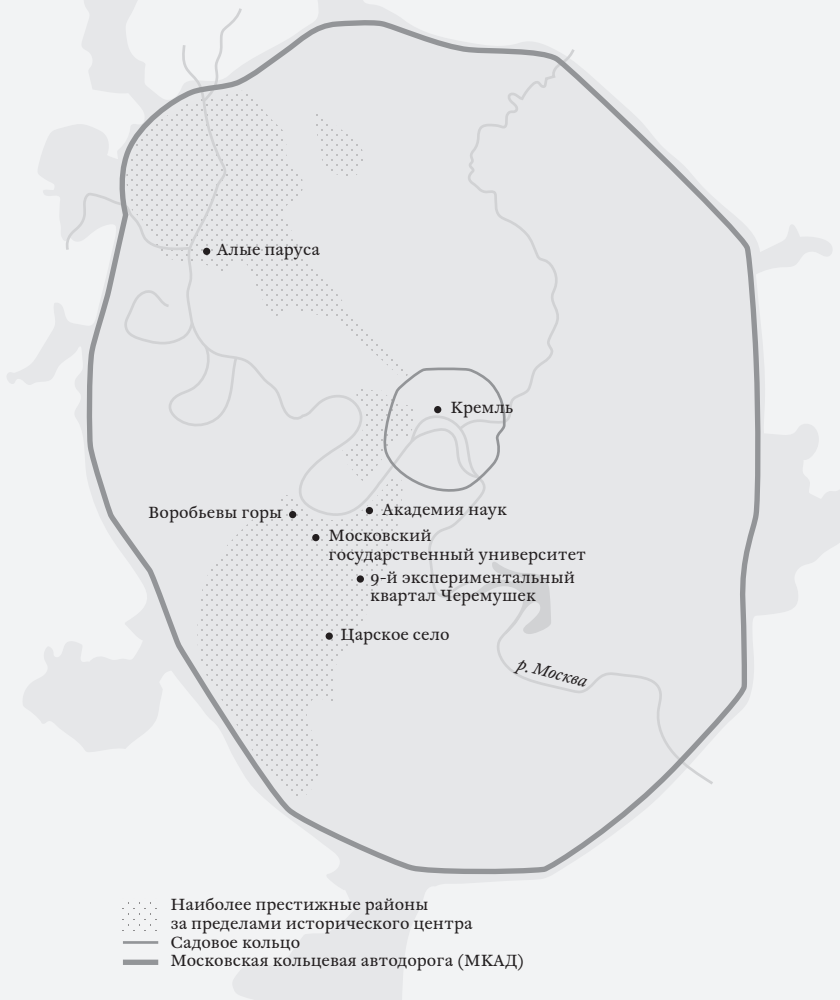 Алые паруса
Кремль
Воробьевы горы
Академия наук
Московский
государственный университет
9-й экспериментальный
квартал Черемушек
Царское село
р. Москва
Наиболее престижные районы
за пределами исторического центра
Садовое кольцо
Московская кольцевая автодорога (МКАД)